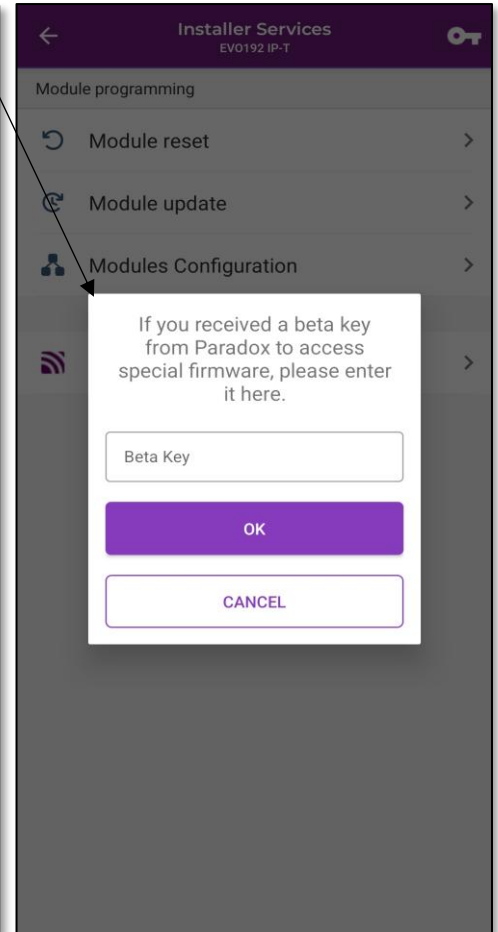 Installer Services
EVO192 IP-T
Module programming
Module reset
Module update
Modules Configuration
If you received a beta key
from Paradox to access
special firmware, please enter
it here.
Beta Key
OK
CANCEL